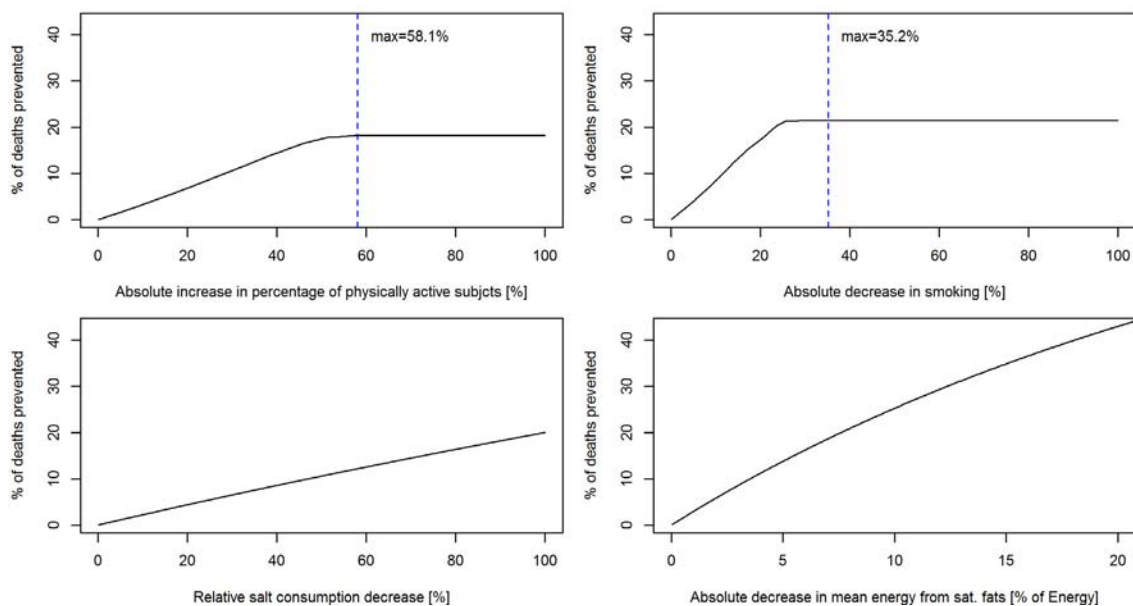 max=58.1%
% of deaths prevented
0 10 20 30 40
0 20 40 60 80 100
Absolute increase in percentage of physically active subjcts [%]
max=35.2%
% of deaths prevented
0 10 20 30 40
0 20 40 60 80 100
Absolute decrease in smoking [%]
% of deaths prevented
0 10 20 30 40
0 20 40 60 80 100
Relative salt consumption decrease [%]
% of deaths prevented
0 10 20 30 40
0 5 10 15 20
Absolute decrease in mean energy from sat. fats [% of Energy]